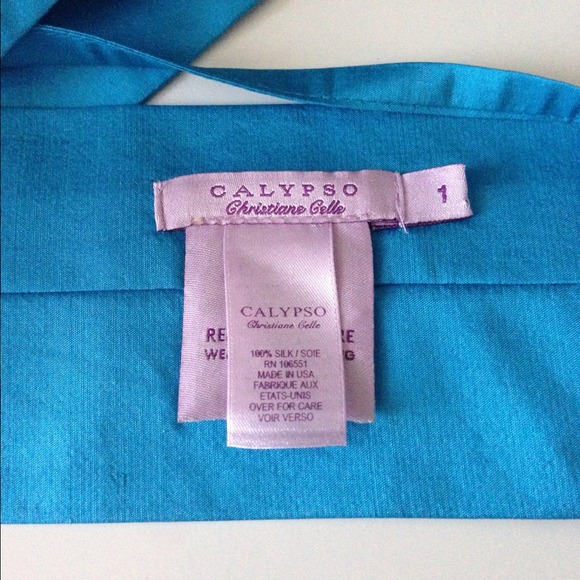 CALYPSO
Christiane Celle
1
CALYPSO
Christiane Celle
100% SILK / SOIE
RN 106551
MADE IN USA
FABRIQUE AUX
ETATS-UNIS
OVER FOR CARE
VOIR VERSO